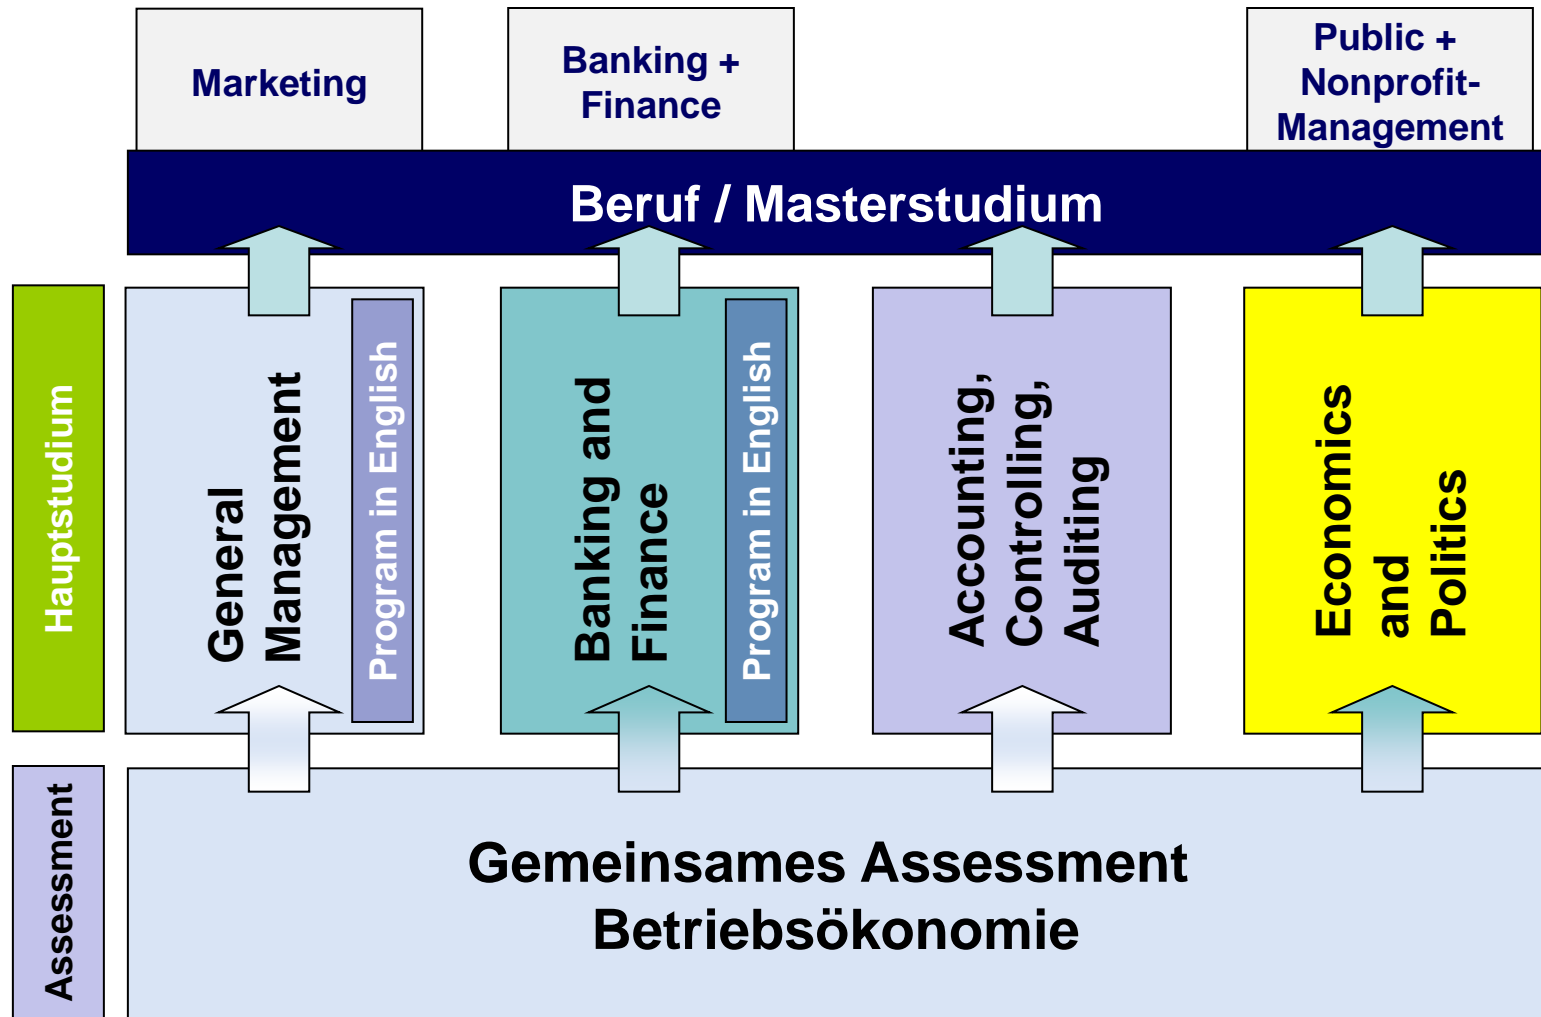 Marketing
Banking +
Finance
Public +
Nonprofit-
Management
Beruf / Masterstudium
Hauptstudium
General
Management
Program in English
Banking and
Finance
Program in English
Accounting,
Controlling,
Auditing
Economics
and
Politics
Assessment
Gemeinsames Assessment
Betriebsökonomie